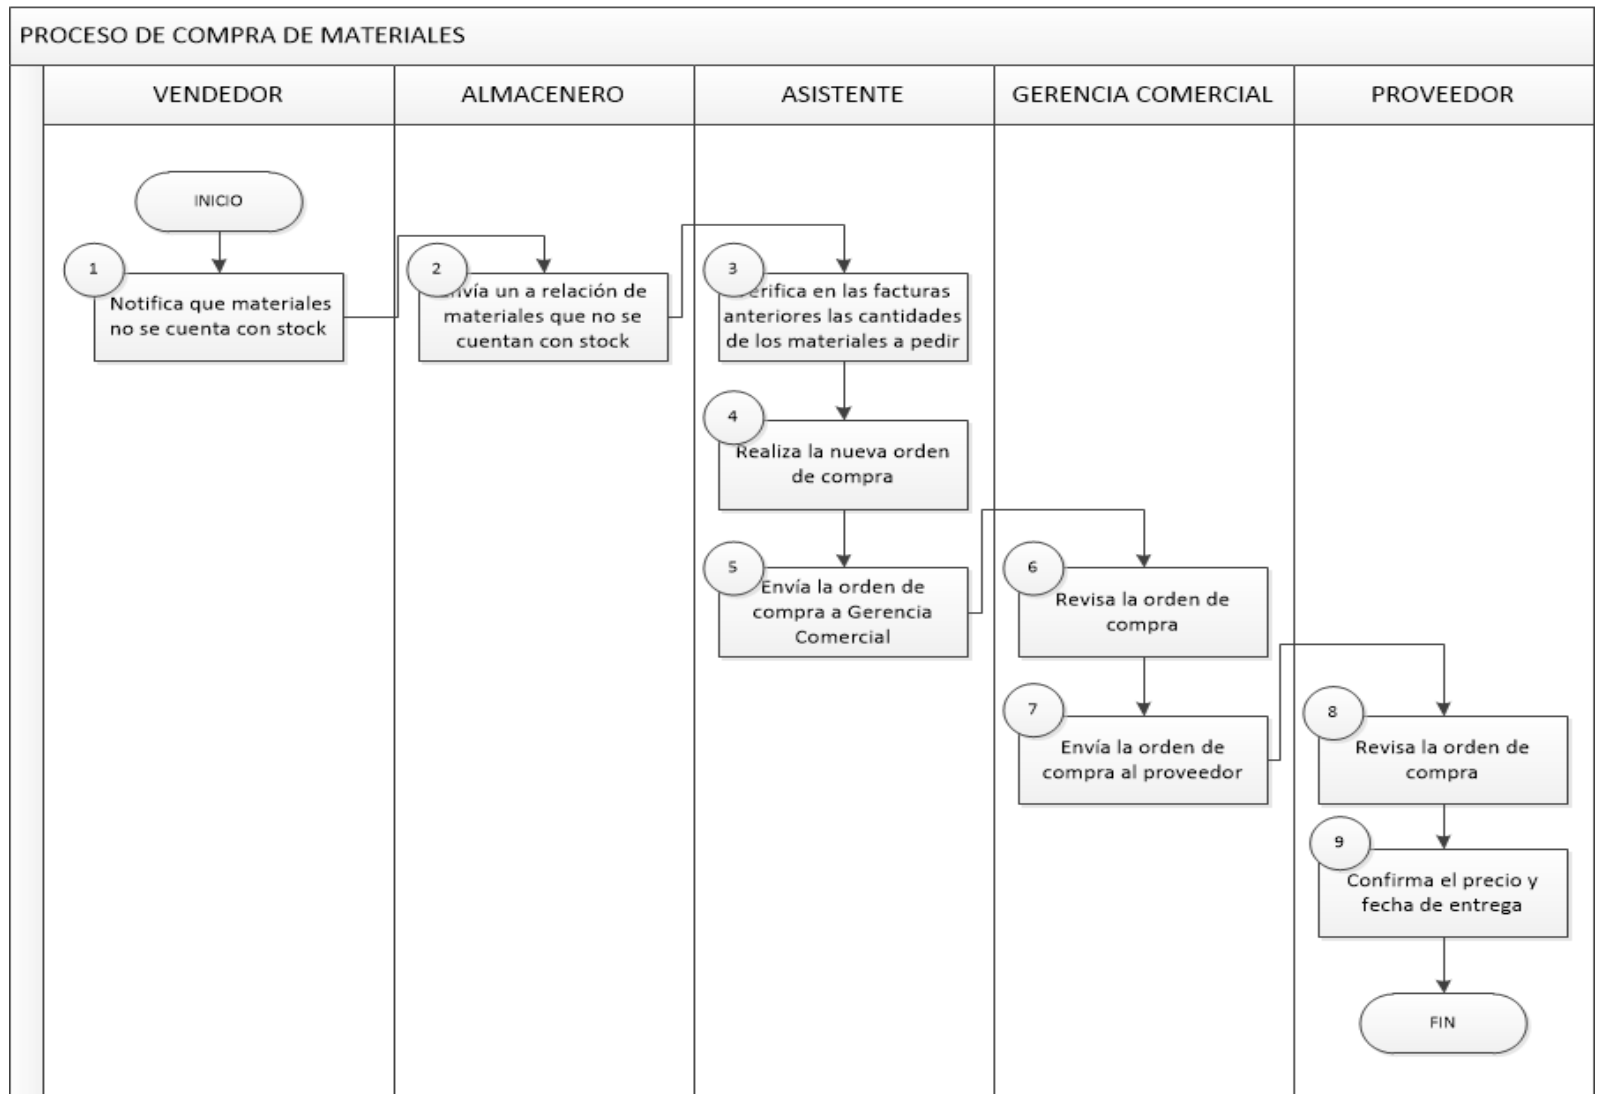 PROCESO DE COMPRA DE MATERIALES
VENDEDOR
ALMACENERO
ASISTENTE
GERENCIA COMERCIAL
PROVEEDOR
INICIO
1
Notifica que materiales
no se cuenta con stock
2
nvía un a relación de
materiales que no se
cuentan con stock
3
erifica en las facturas
anteriores las cantidades
de los materiales a pedir
4
Realiza la nueva orden
de compra
5
Envía la orden de
compra a Gerencia
Comercial
6
Revisa la orden de
compra
7
Envía la orden de
compra al proveedor
8
Revisa la orden de
compra
9
Confirma el precio y
fecha de entrega
FIN